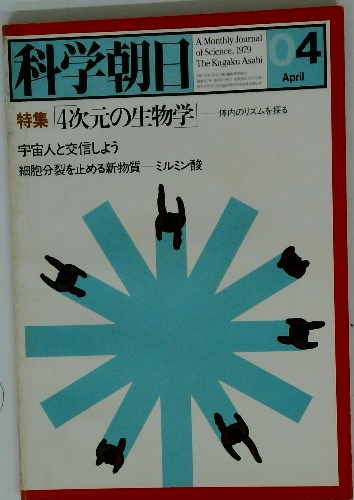 科学朝日
A Monthly Journal
of Science, 1979
The Kagaku Asahi
04
April
特集「4次元の生物学」――体内のリズムを探る
宇宙人と交信しよう
細胞分裂を止める新物質――ミルミン酸